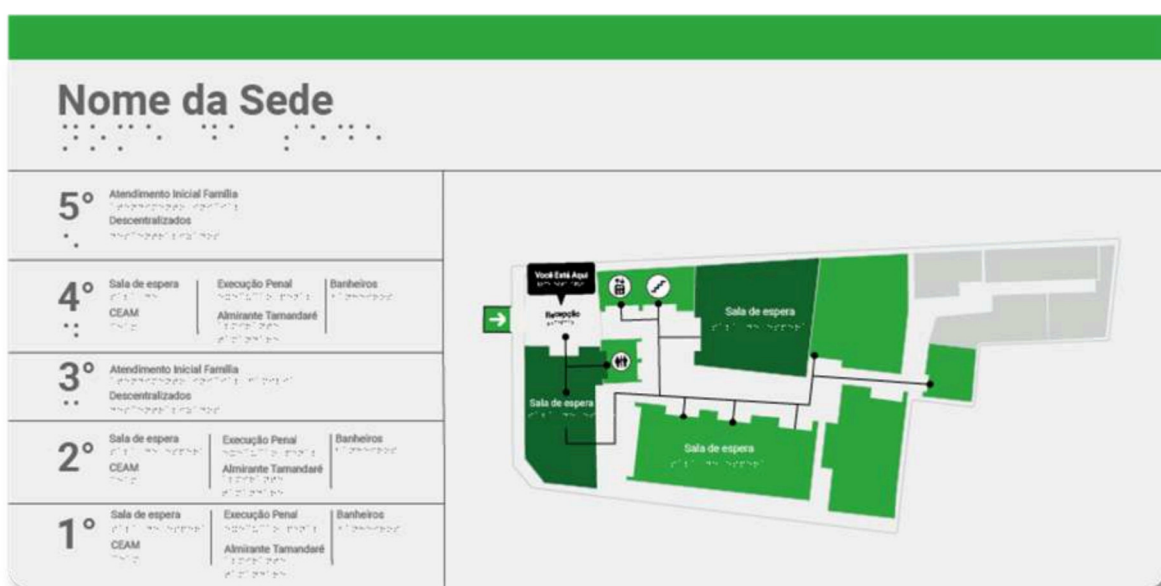 Nome da Sede
5°
Atendimento Inicial Família
Descentralizados
4°
Sala de espera
CEAM
Execução Penal
Almirante Tamandaré
Banheiros
3°
Atendimento Inicial Família
Descentralizados
2°
Sala de espera
CEAM
Execução Penal
Almirante Tamandaré
Banheiros
1°
Sala de espera
CEAM
Execução Penal
Almirante Tamandaré
Banheiros
Você Está Aqui
Recepção
Sala de espera
Sala de espera
Sala de espera